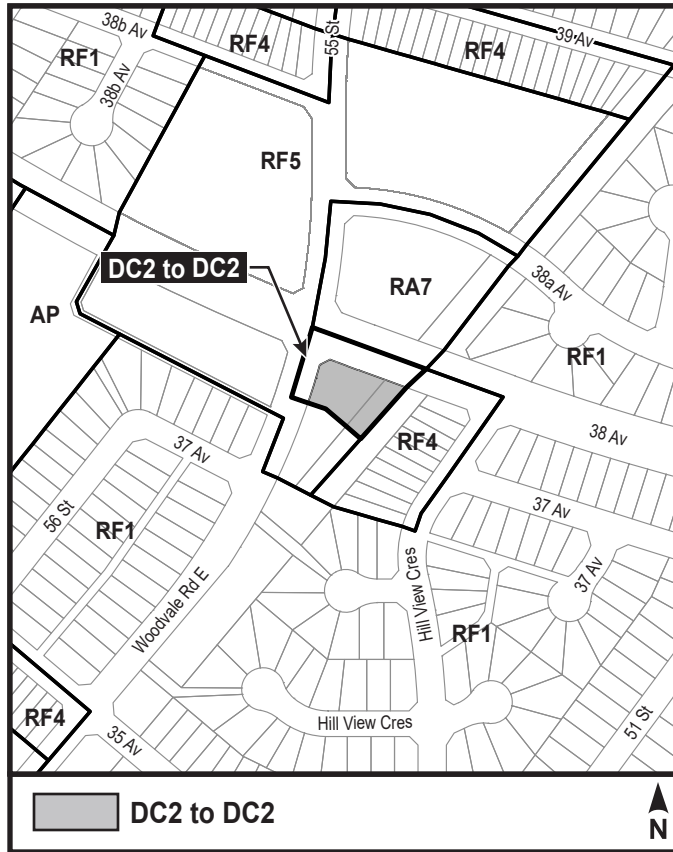 38b Av
RF4
55 St
RF4
39 Av
RF1
38b Av
RF5
DC2 to DC2
RA7
38a Av
AP
RF1
RF4
38 Av
37 Av
37 Av
56 St
RF1
37 Av
Woodvale Rd E
Hill View Cres
RF1
RF4
Hill View Cres
51 St
35 Av
DC2 to DC2
N